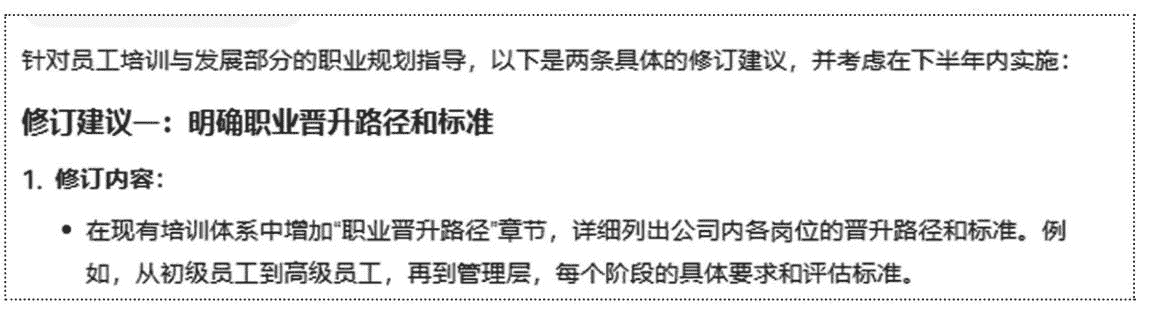 针对员工培训与发展部分的职业规划指导，以下是两条具体的修订建议，并考虑在下半年内实施：
修订建议一：明确职业晋升路径和标准
1. 修订内容：
• 在现有培训体系中增加“职业晋升路径”章节，详细列出公司内各岗位的晋升路径和标准。例
如，从初级员工到高级员工，再到管理层，每个阶段的具体要求和评估标准。